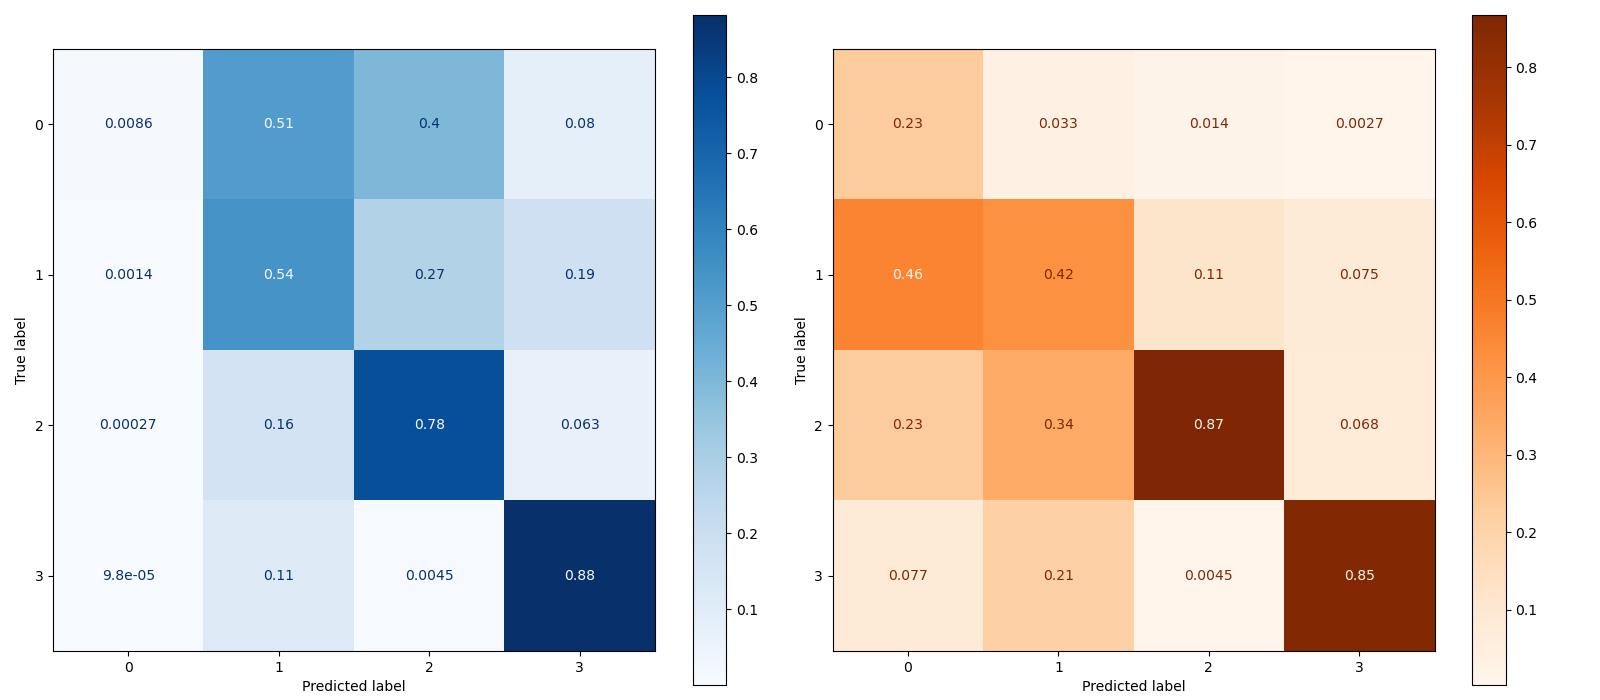 0 0.0086 0.51 0.4 0.08
1 0.0014 0.54 0.27 0.19
2 0.00027 0.16 0.78 0.063
3 9.8e-05 0.11 0.0045 0.88
0 1 2 3
Predicted label
True label
0.8
0.7
0.6
0.5
0.4
0.3
0.2
0.1
0 0.23 0.033 0.014 0.0027
1 0.46 0.42 0.11 0.075
2 0.23 0.34 0.87 0.068
3 0.077 0.21 0.0045 0.85
0 1 2 3
Predicted label
True label
0.8
0.7
0.6
0.5
0.4
0.3
0.2
0.1